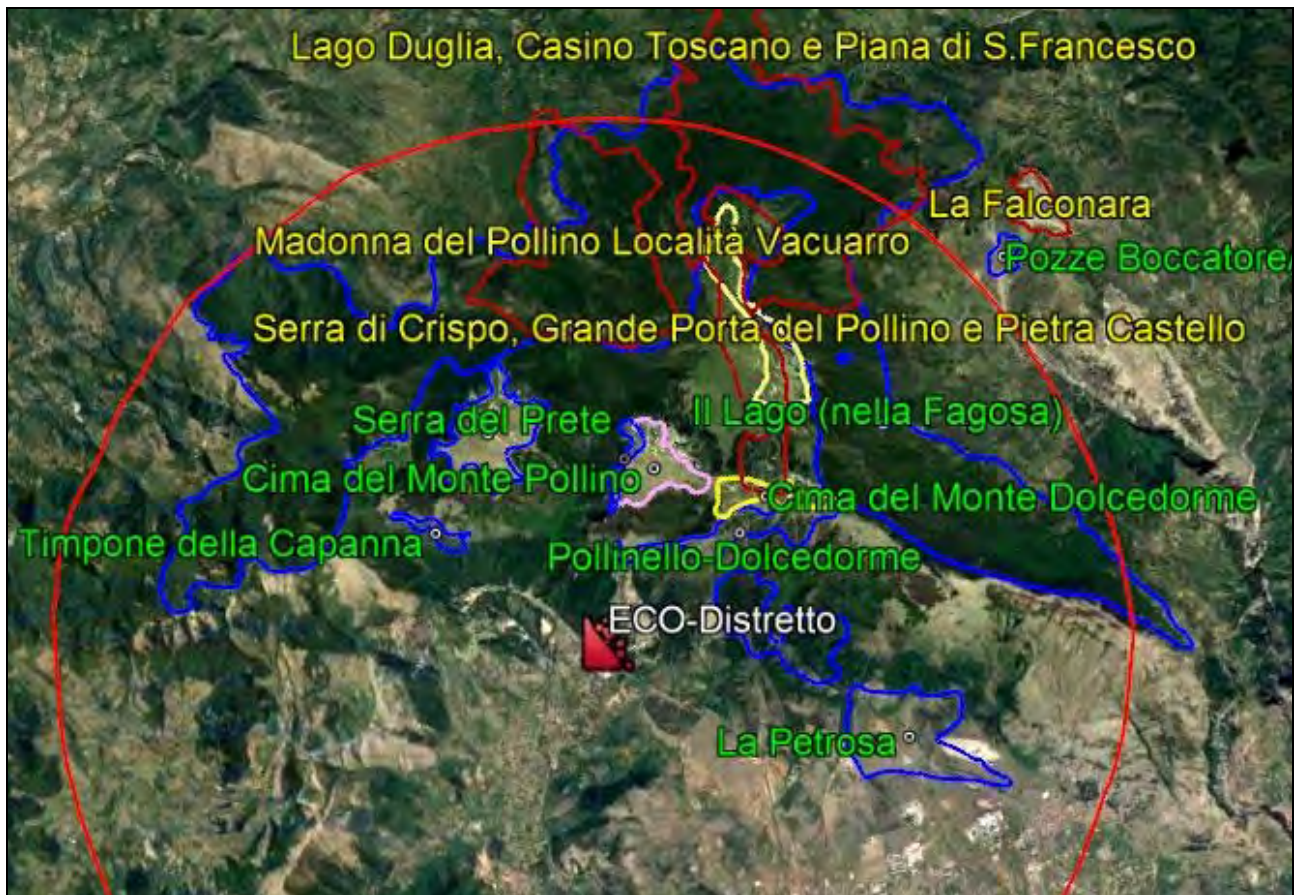 Lago Duglia, Casino Toscano e Piana di S.Francesco
La Falconara
Madonna del Pollino Località Vacuarro
Pozze Boccatore/
Serra di Crispo, Grande Porta del Pollino e Pietra Castello
Serra del Prete
Il Lago (nella Fagosa)
Cima del Monte Pollino
Cima del Monte Dolcedorme
Timpone della Capanna
Pollinello-Dolcedorme
ECO-Distretto
La Petrosa